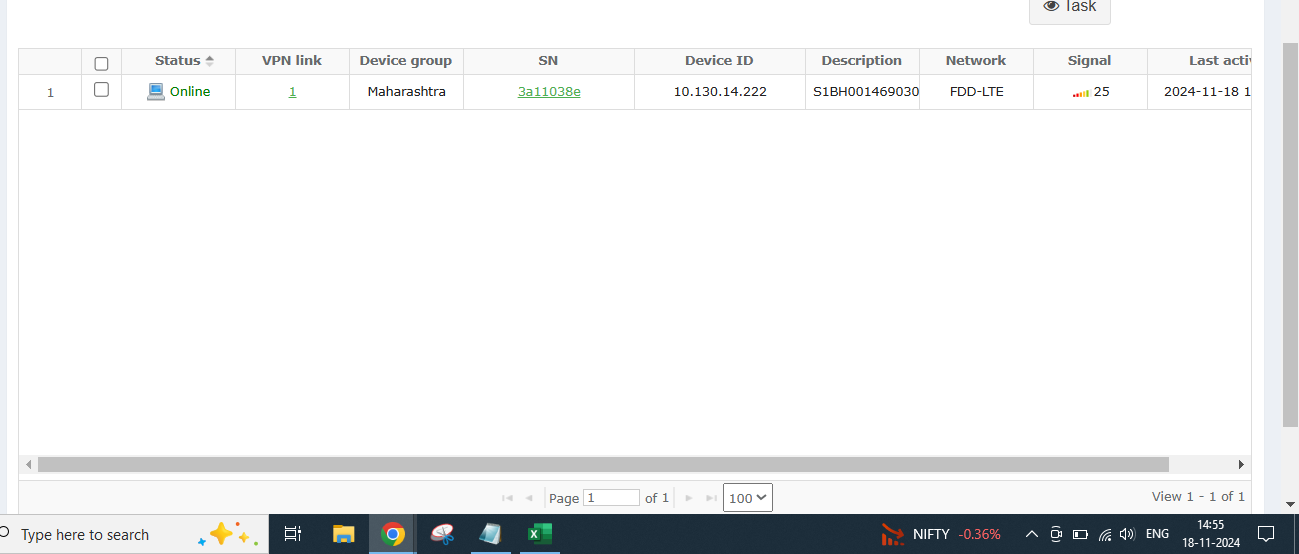 Task
Status VPN link Device group SN Device ID Description Network Signal Last activ
1 Online 1 Maharashtra 3a11038e 10.130.14.222 S1BH001469030 FDD-LTE 25 2024-11-18 1
Page 1 of 1 100 View 1 - 1 of 1
Type here to search NIFTY -0.36% ENG 14:55
18-11-2024